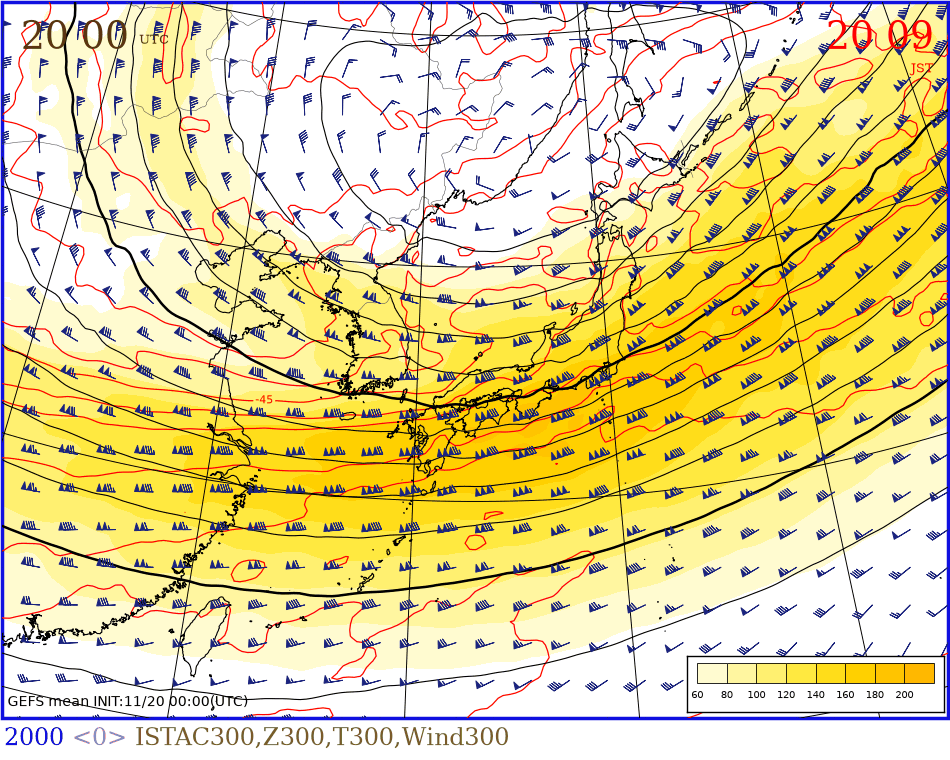 20 00 UTC
20 09
JST
-45
60 80 100 120 140 160 180 200
GEFS mean INIT:11/20 00:00(UTC)
2000 <0> ISTAC300,Z300,T300,Wind300